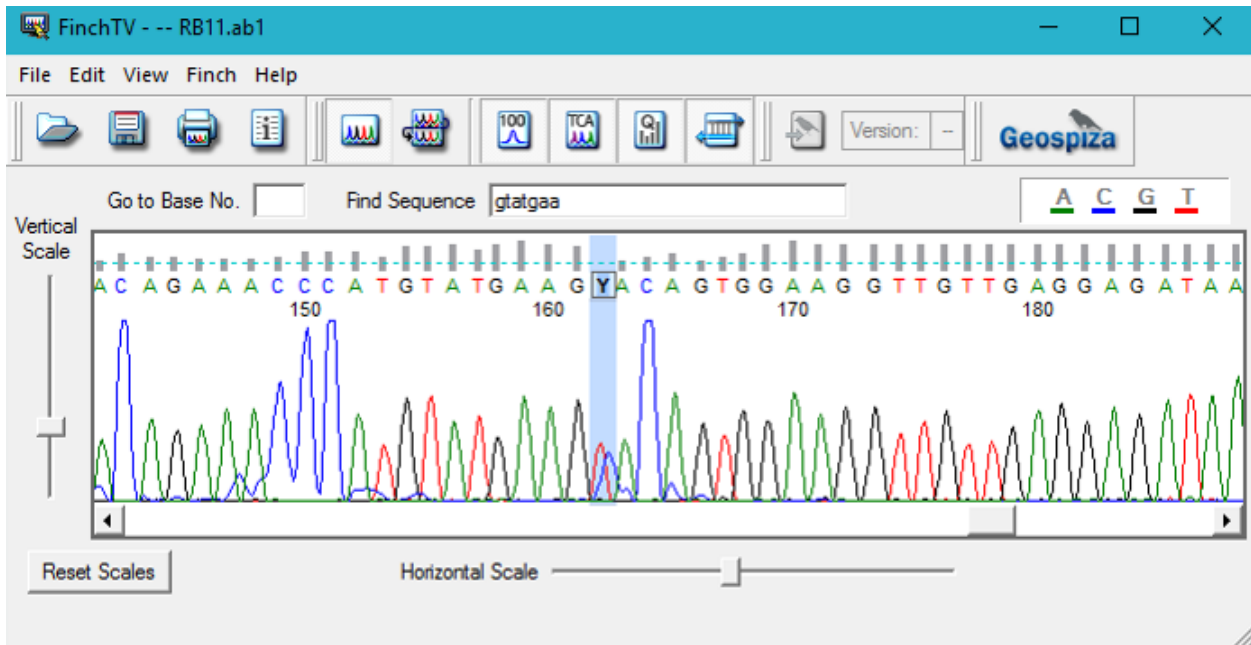 FinchTV - -- RB11.ab1
File Edit View Finch Help
100 TCA Q Version: -- Geospiza
Go to Base No. Find Sequence gtatgaa A C G T
Vertical
Scale
A C A G A A A C C C A T G T A T G A A G Y A C A G T G G A A G G T T G T T G A G G A G A T A A
150 160 170 180
Reset Scales Horizontal Scale